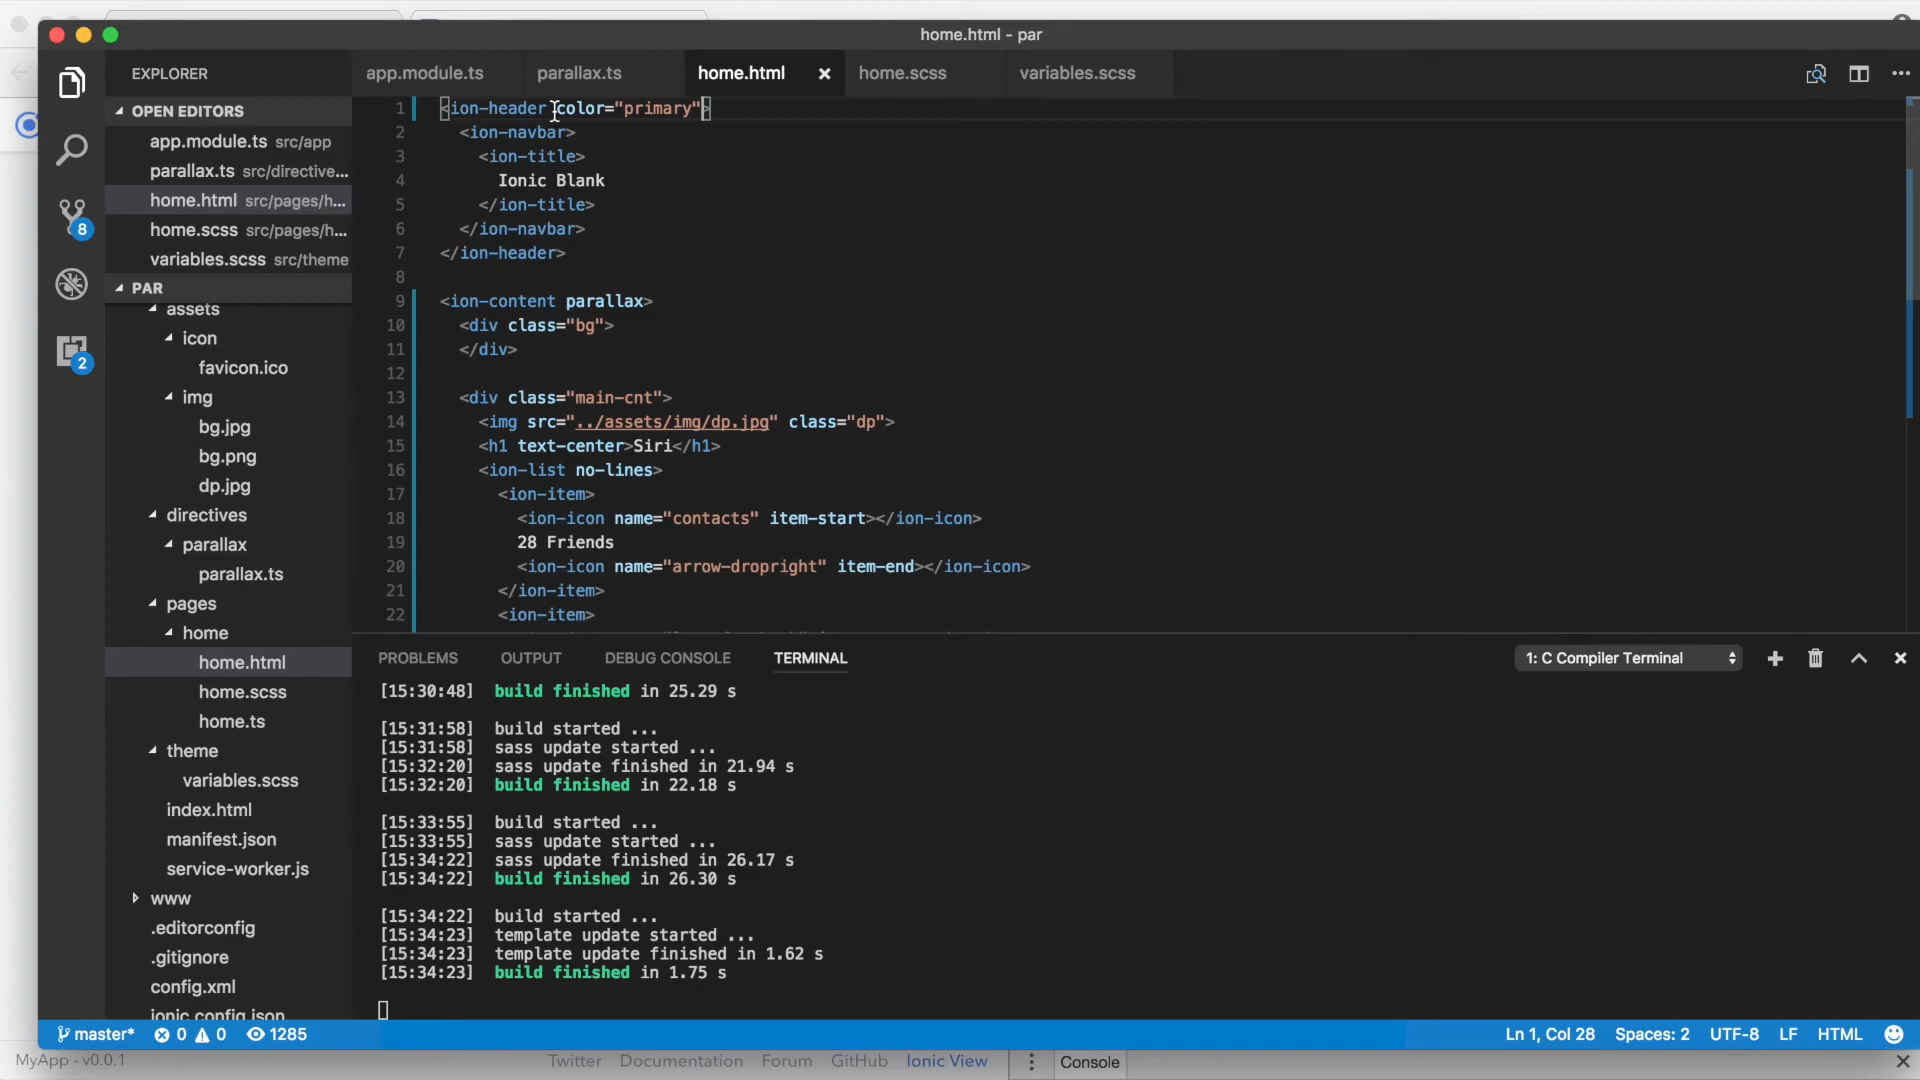 home.html - par
EXPLORER
OPEN EDITORS
app.module.ts src/app
parallax.ts src/directive...
home.html src/pages/h...
home.scss src/pages/h...
variables.scss src/theme
PAR
assets
icon
favicon.ico
img
bg.jpg
bg.png
dp.jpg
directives
parallax
parallax.ts
pages
home
home.html
home.scss
home.ts
theme
variables.scss
index.html
manifest.json
service-worker.js
www
.editorconfig
.gitignore
config.xml
ionic.config.json
8
2
app.module.ts parallax.ts home.html home.scss variables.scss
1 <ion-header color="primary">
2 <ion-navbar>
3 <ion-title>
4 Ionic Blank
5 </ion-title>
6 </ion-navbar>
7 </ion-header>
8
9 <ion-content parallax>
10 <div class="bg">
11 </div>
12
13 <div class="main-cnt">
14 <img src="../assets/img/dp.jpg" class="dp">
15 <h1 text-center>Siri</h1>
16 <ion-list no-lines>
17 <ion-item>
18 <ion-icon name="contacts" item-start></ion-icon>
19 28 Friends
20 <ion-icon name="arrow-dropright" item-end></ion-icon>
21 </ion-item>
22 <ion-item>
PROBLEMS OUTPUT DEBUG CONSOLE TERMINAL 1: C Compiler Terminal
[15:30:48] build finished in 25.29 s
[15:31:58] build started ...
[15:31:58] sass update started ...
[15:32:20] sass update finished in 21.94 s
[15:32:20] build finished in 22.18 s
[15:33:55] build started ...
[15:33:55] sass update started ...
[15:34:22] sass update finished in 26.17 s
[15:34:22] build finished in 26.30 s
[15:34:22] build started ...
[15:34:23] template update started ...
[15:34:23] template update finished in 1.62 s
[15:34:23] build finished in 1.75 s
master* 0 0 1285 Ln 1, Col 28 Spaces: 2 UTF-8 LF HTML
MyApp - v0.0.1 Twitter Documentation Forum GitHub Ionic View Console